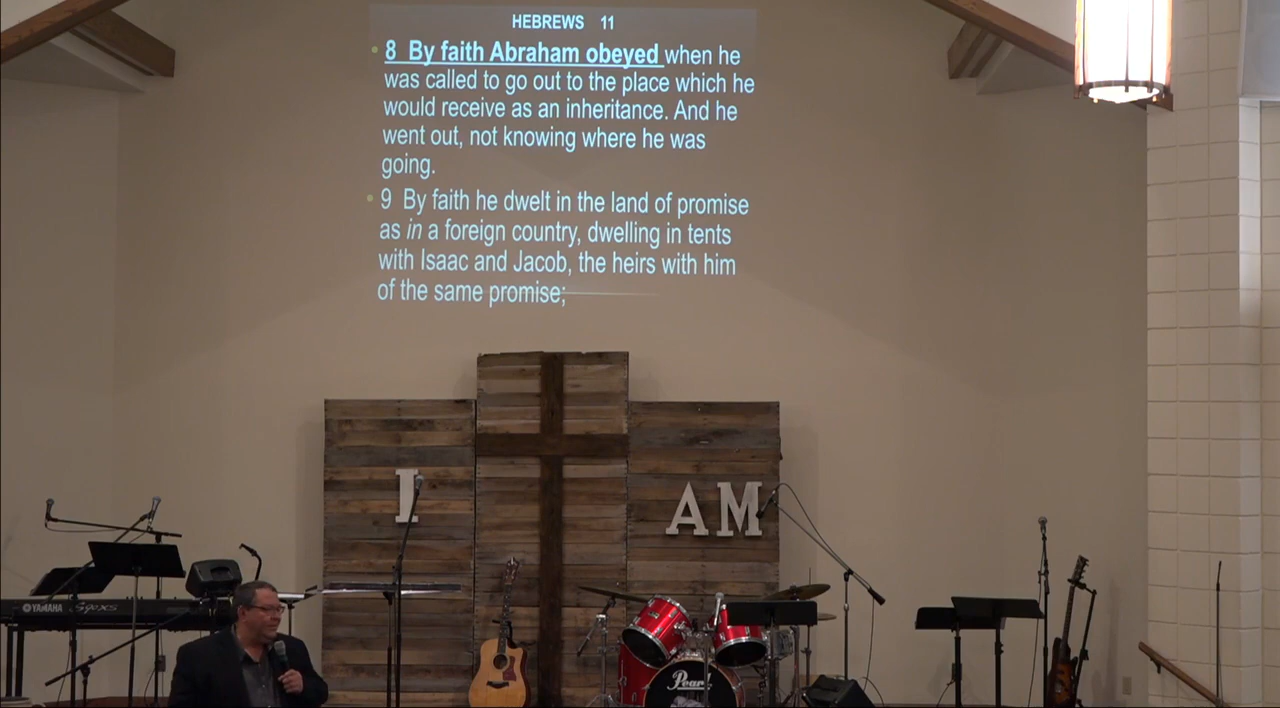 HEBREWS 11
• 8 By faith Abraham obeyed when he
was called to go out to the place which he
would receive as an inheritance. And he
went out, not knowing where he was
going.
• 9 By faith he dwelt in the land of promise
as in a foreign country, dwelling in tents
with Isaac and Jacob, the heirs with him
of the same promise;
I AM
YAMAHA S90XS
Pearl